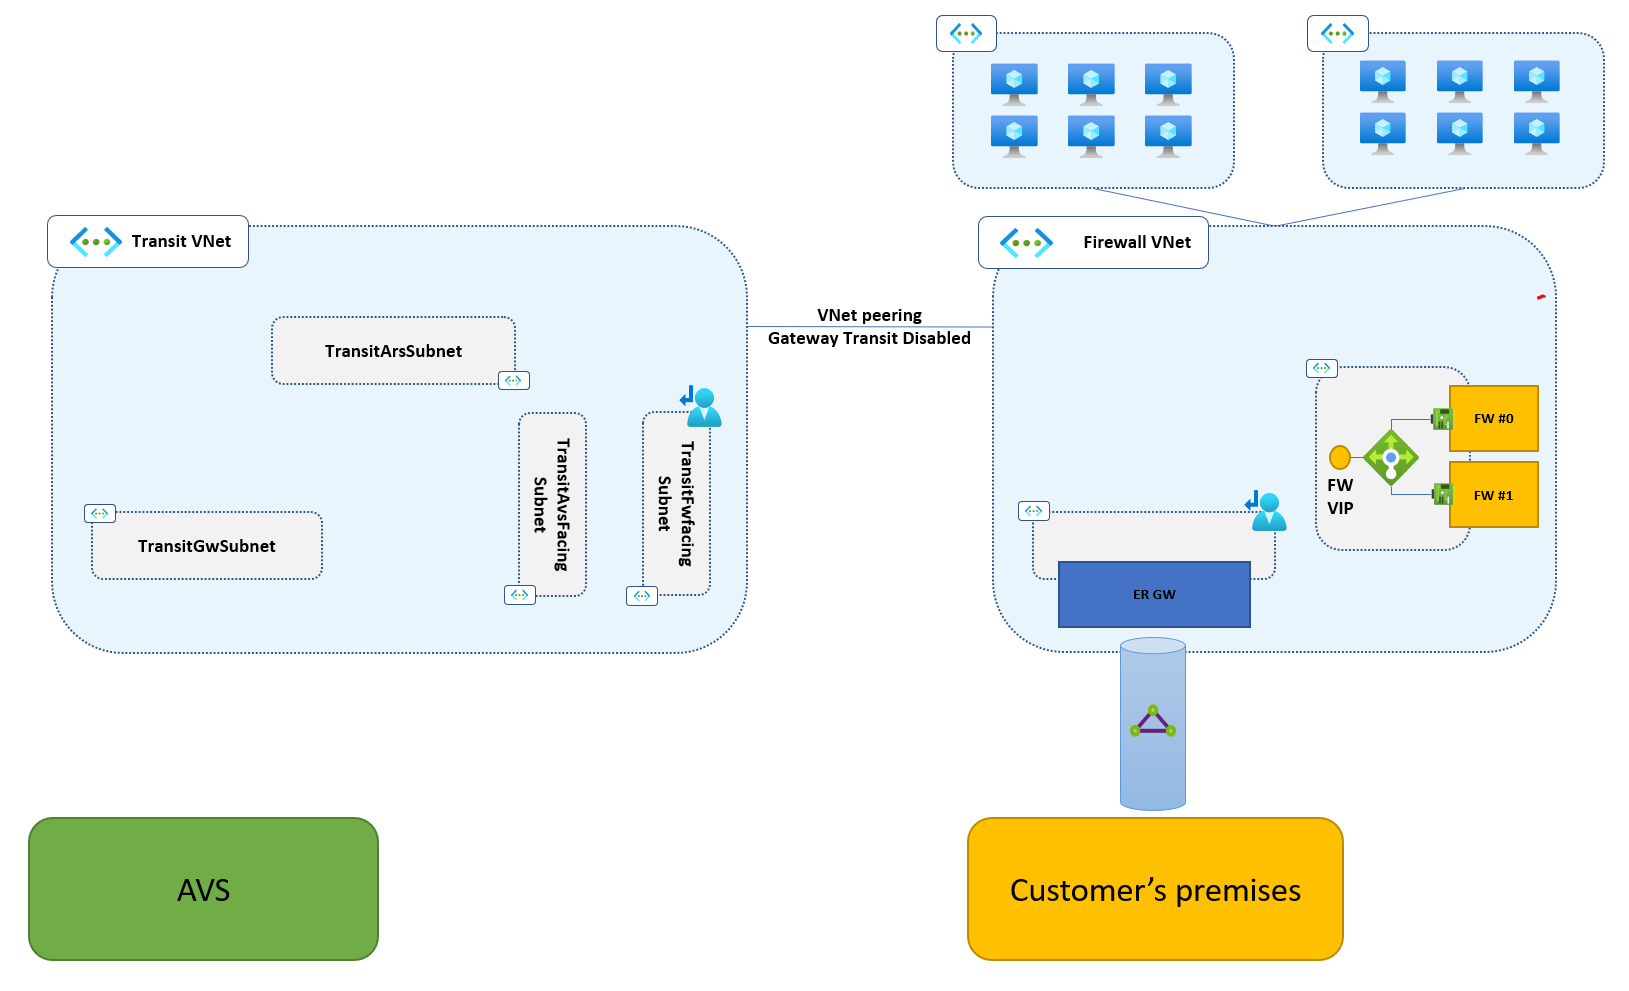 Transit VNet
Firewall VNet
VNet peering
Gateway Transit Disabled
TransitArsSubnet
TransitAvsFacing
Subnet
TransitFwfacing
Subnet
TransitGwSubnet
FW #0
FW #1
FW
VIP
ER GW
AVS
Customer’s premises